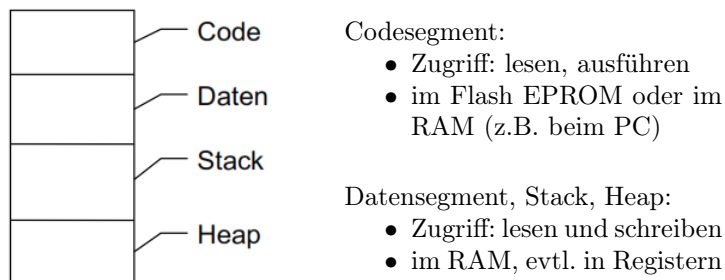 Code
Daten
Stack
Heap
Codesegment:
• Zugriff: lesen, ausführen
• im Flash EPROM oder im
RAM (z.B. beim PC)
Datensegment, Stack, Heap:
• Zugriff: lesen und schreiben
• im RAM, evtl. in Registern